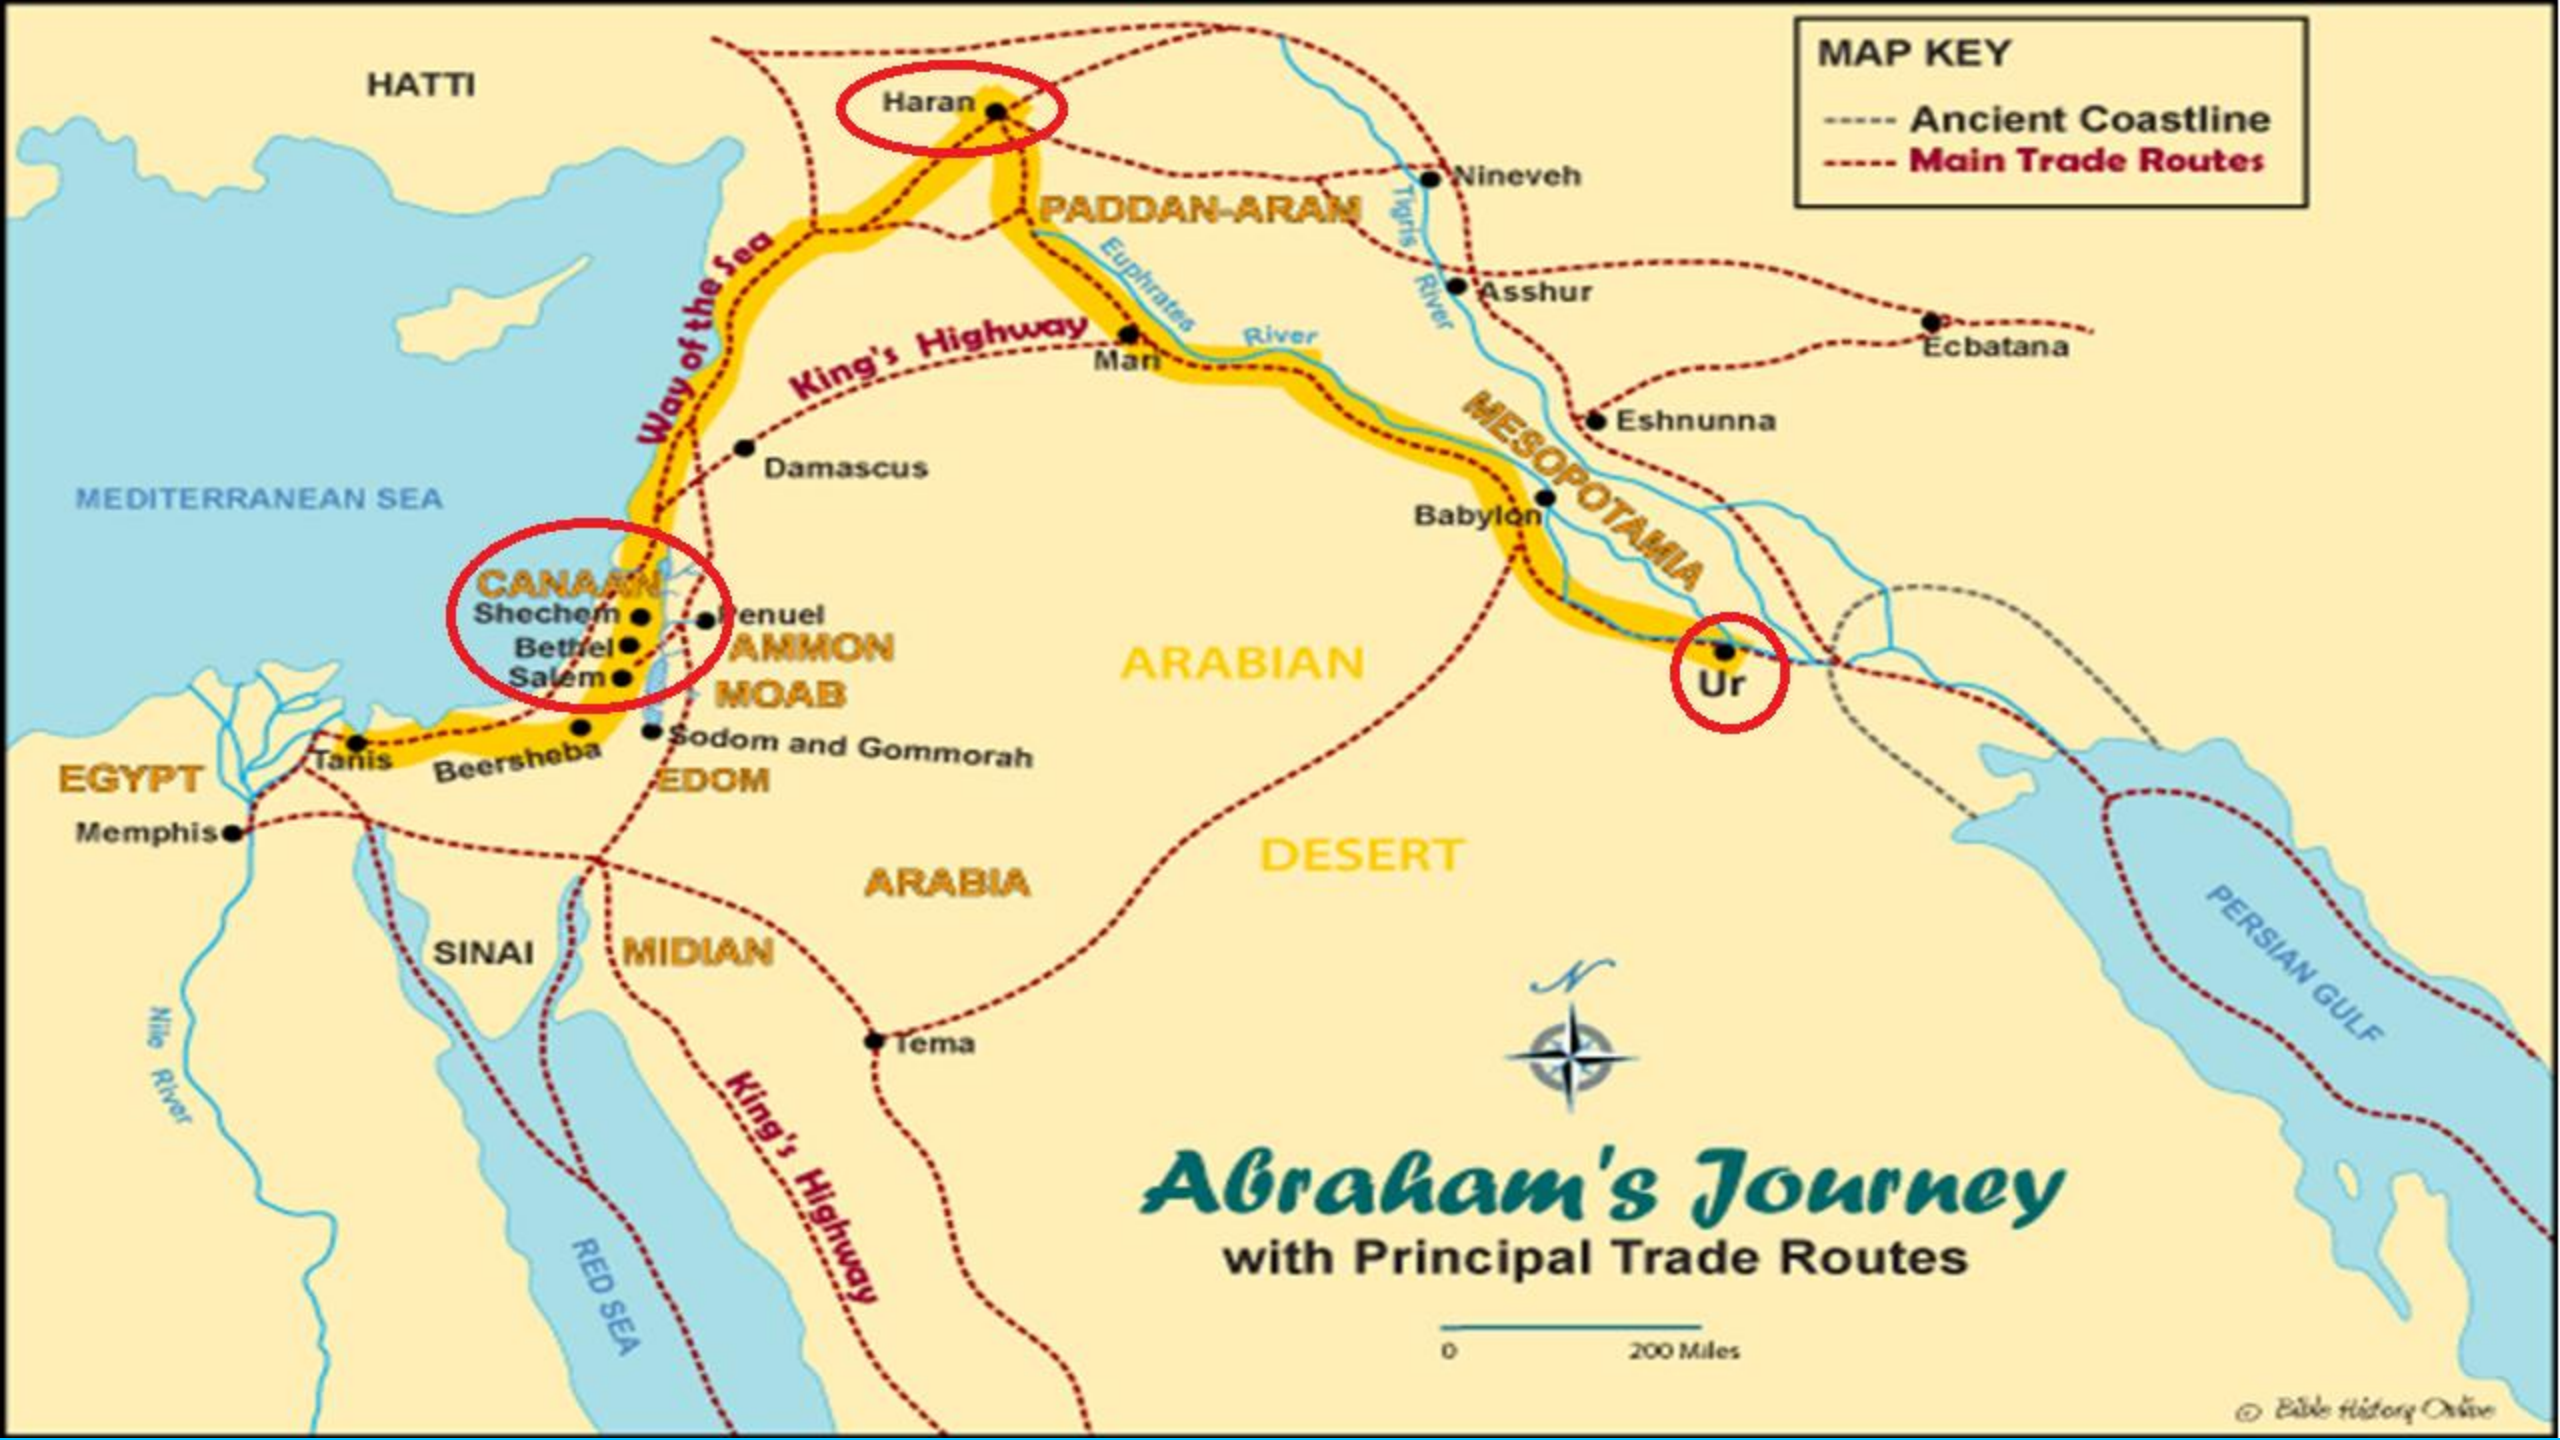 HATTI
Haran
MAP KEY
Ancient Coastline
Main Trade Routes
Nineveh
PADDAN-ARAM
Tigris
River
Euphrates
River
Asshur
Ecbatana
Way of the Sea
King's Highway
Mari
MESOPOTAMIA
Eshnunna
Damascus
MEDITERRANEAN SEA
Babylon
CANAAN
Shechem
Penuel
Bethel
AMMON
Salem
MOAB
ARABIAN
Ur
Sodom and Gommorah
Tanis
Beersheba
EGYPT
EDOM
Memphis
DESERT
ARABIA
SINAI
MIDIAN
PERSIAN GULF
N
Nile River
Tema
King's Highway
Abraham's Journey
with Principal Trade Routes
RED SEA
0 200 Miles
© Bible History Online